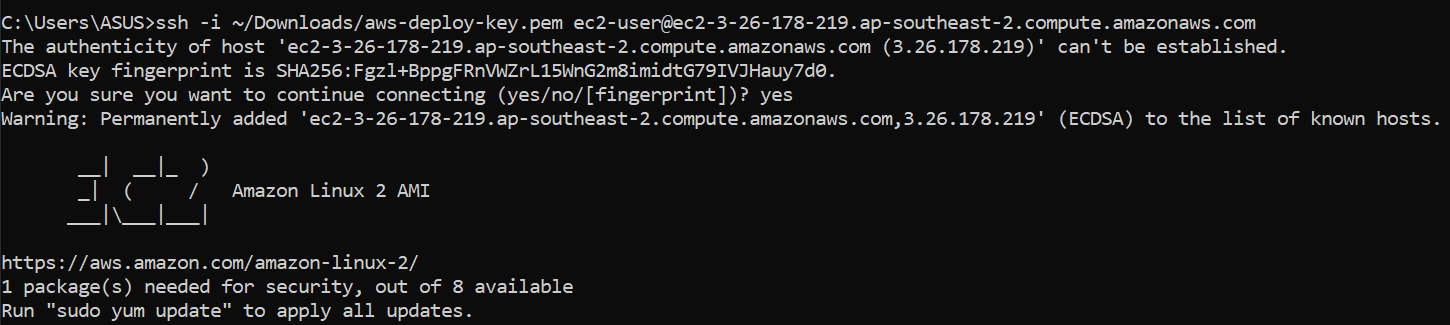 C:\Users\ASUS>ssh -i ~/Downloads/aws-deploy-key.pem ec2-user@ec2-3-26-178-219.ap-southeast-2.compute.amazonaws.com
The authenticity of host 'ec2-3-26-178-219.ap-southeast-2.compute.amazonaws.com (3.26.178.219)' can't be established.
ECDSA key fingerprint is SHA256:Fgzl+BppgFRnVWZrL15WnG2m8imidtG79IVJHauy7d0.
Are you sure you want to continue connecting (yes/no/[fingerprint])? yes
Warning: Permanently added 'ec2-3-26-178-219.ap-southeast-2.compute.amazonaws.com,3.26.178.219' (ECDSA) to the list of known hosts.

       __|  __|_  )
       _|  (     /   Amazon Linux 2 AMI
      ___|\___|___|

https://aws.amazon.com/amazon-linux-2/
1 package(s) needed for security, out of 8 available
Run "sudo yum update" to apply all updates.